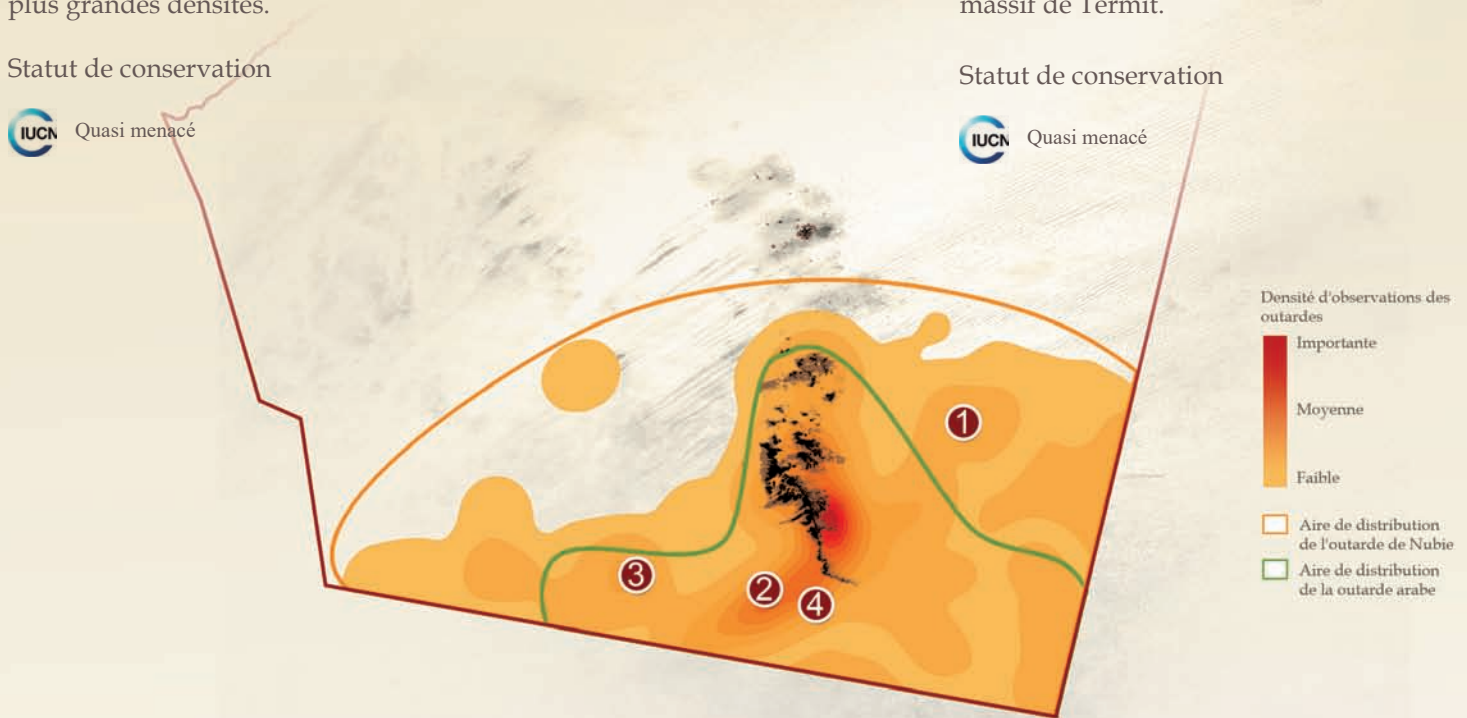 plus grandes densités.
Statut de conservation
IUCN Quasi menacé
massif de Termit.
Statut de conservation
IUCN Quasi menacé
1
3
2
4
Densité d'observations des
outardes
Importante
Moyenne
Faible
Aire de distribution
de l'outarde de Nubie
Aire de distribution
de la outarde arabe